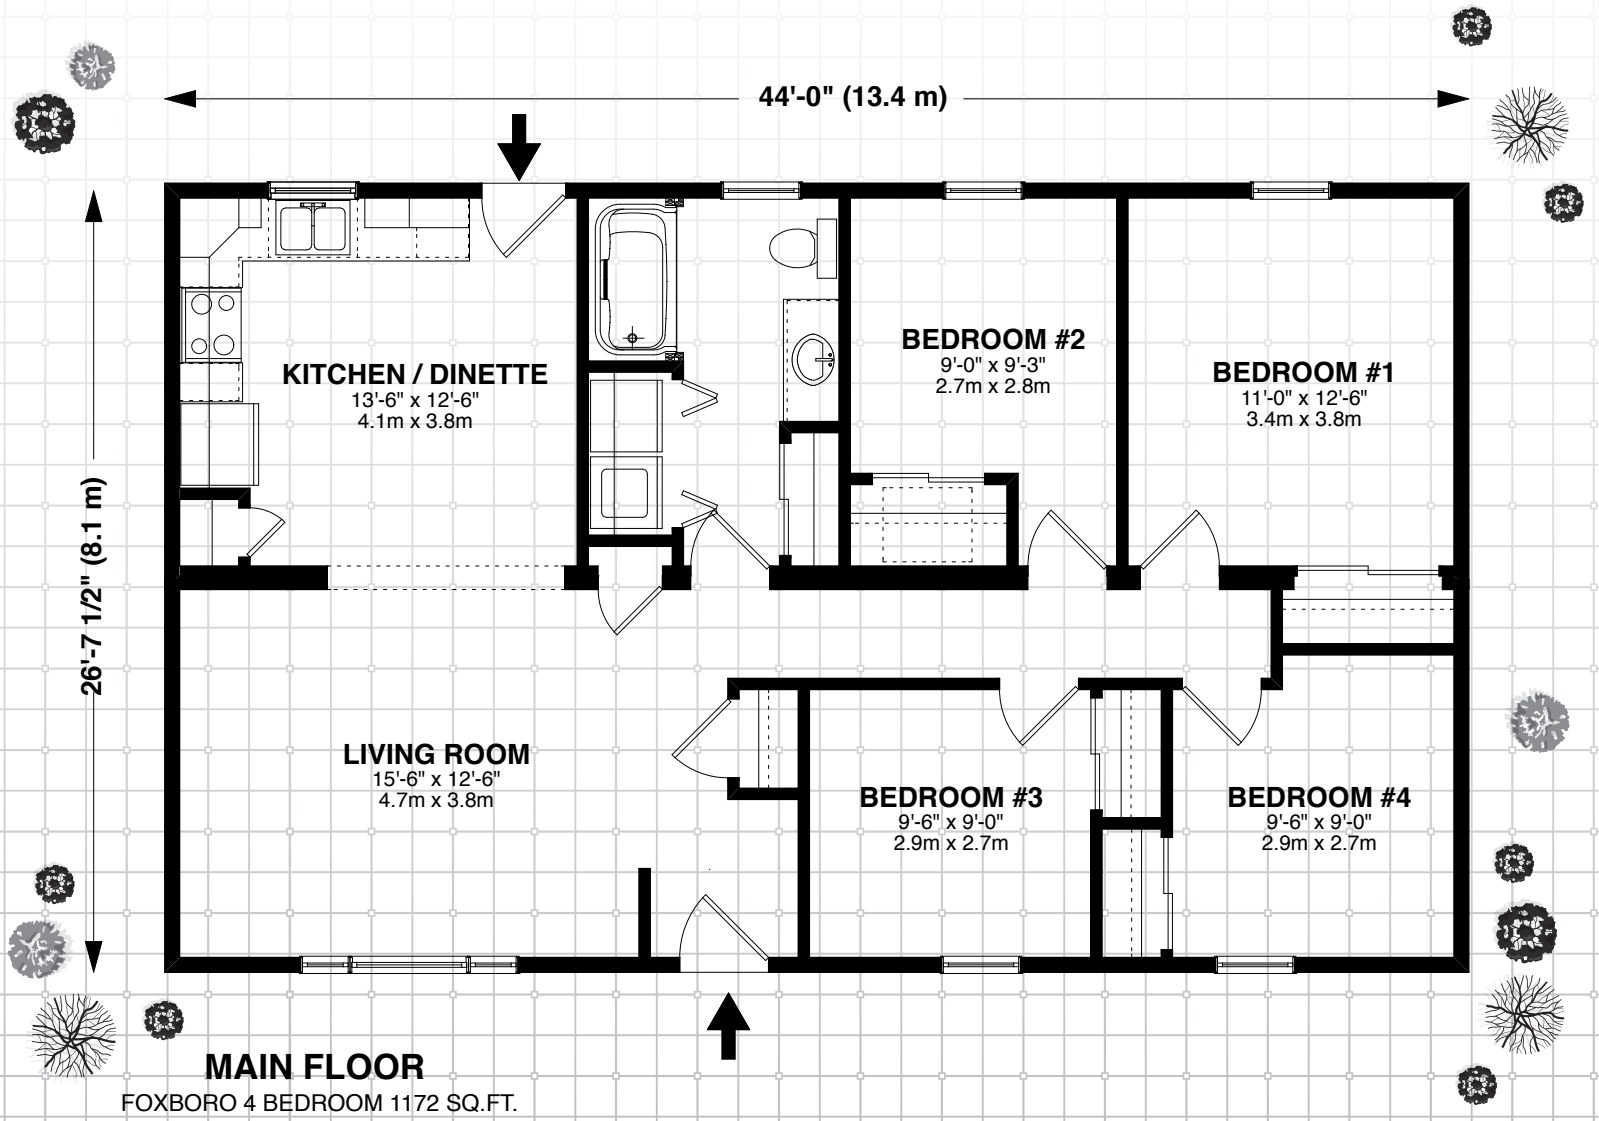 44'-0" (13.4 m)
26'-7 1/2" (8.1 m)
KITCHEN / DINETTE
13'-6" x 12'-6"
4.1m x 3.8m
BEDROOM #2
9'-0" x 9'-3"
2.7m x 2.8m
BEDROOM #1
11'-0" x 12'-6"
3.4m x 3.8m
LIVING ROOM
15'-6" x 12'-6"
4.7m x 3.8m
BEDROOM #3
9'-6" x 9'-0"
2.9m x 2.7m
BEDROOM #4
9'-6" x 9'-0"
2.9m x 2.7m
MAIN FLOOR
FOXBORO 4 BEDROOM 1172 SQ.FT.